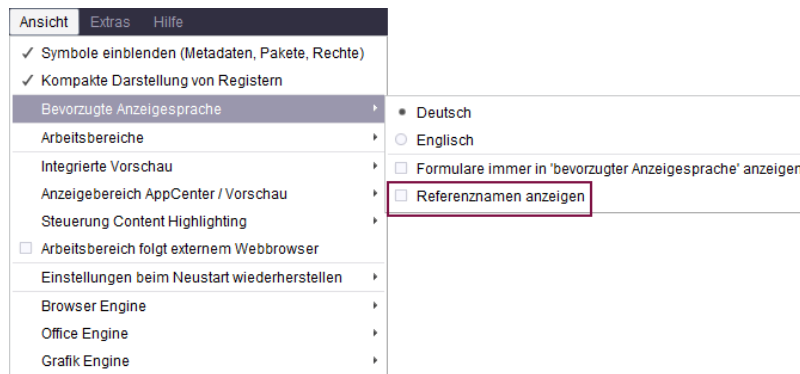 Ansicht Extras Hilfe
✓ Symbole einblenden (Metadaten, Pakete, Rechte)
✓ Kompakte Darstellung von Registern
Bevorzugte Anzeigesprache
Arbeitsbereiche
Integrierte Vorschau
Anzeigebereich AppCenter / Vorschau
Steuerung Content Highlighting
Arbeitsbereich folgt externem Webbrowser
Einstellungen beim Neustart wiederherstellen
Browser Engine
Office Engine
Grafik Engine
Deutsch
Englisch
Formulare immer in 'bevorzugter Anzeigesprache' anzeigen
Referenznamen anzeigen